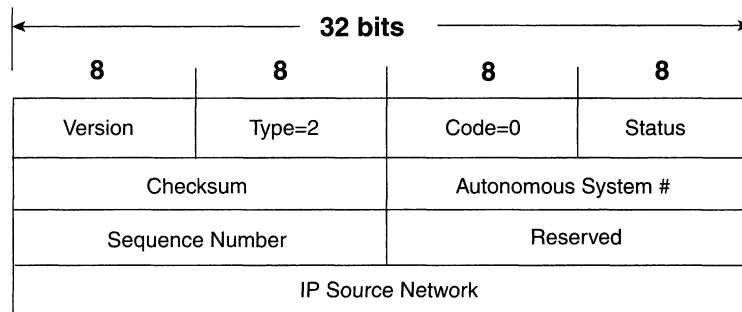 32 bits
8 8 8 8
Version Type=2 Code=0 Status
Checksum Autonomous System #
Sequence Number Reserved
IP Source Network